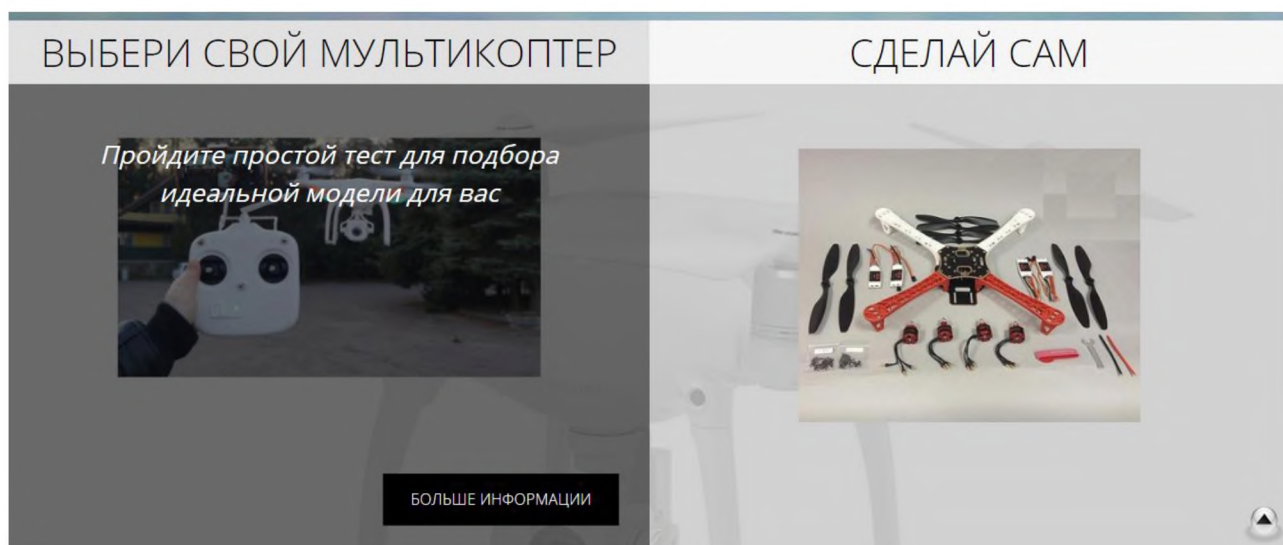 ВЫБЕРИ СВОЙ МУЛЬТИКОПТЕР
Пройдите простой тест для подбора
идеальной модели для вас
БОЛЬШЕ ИНФОРМАЦИИ
СДЕЛАЙ САМ